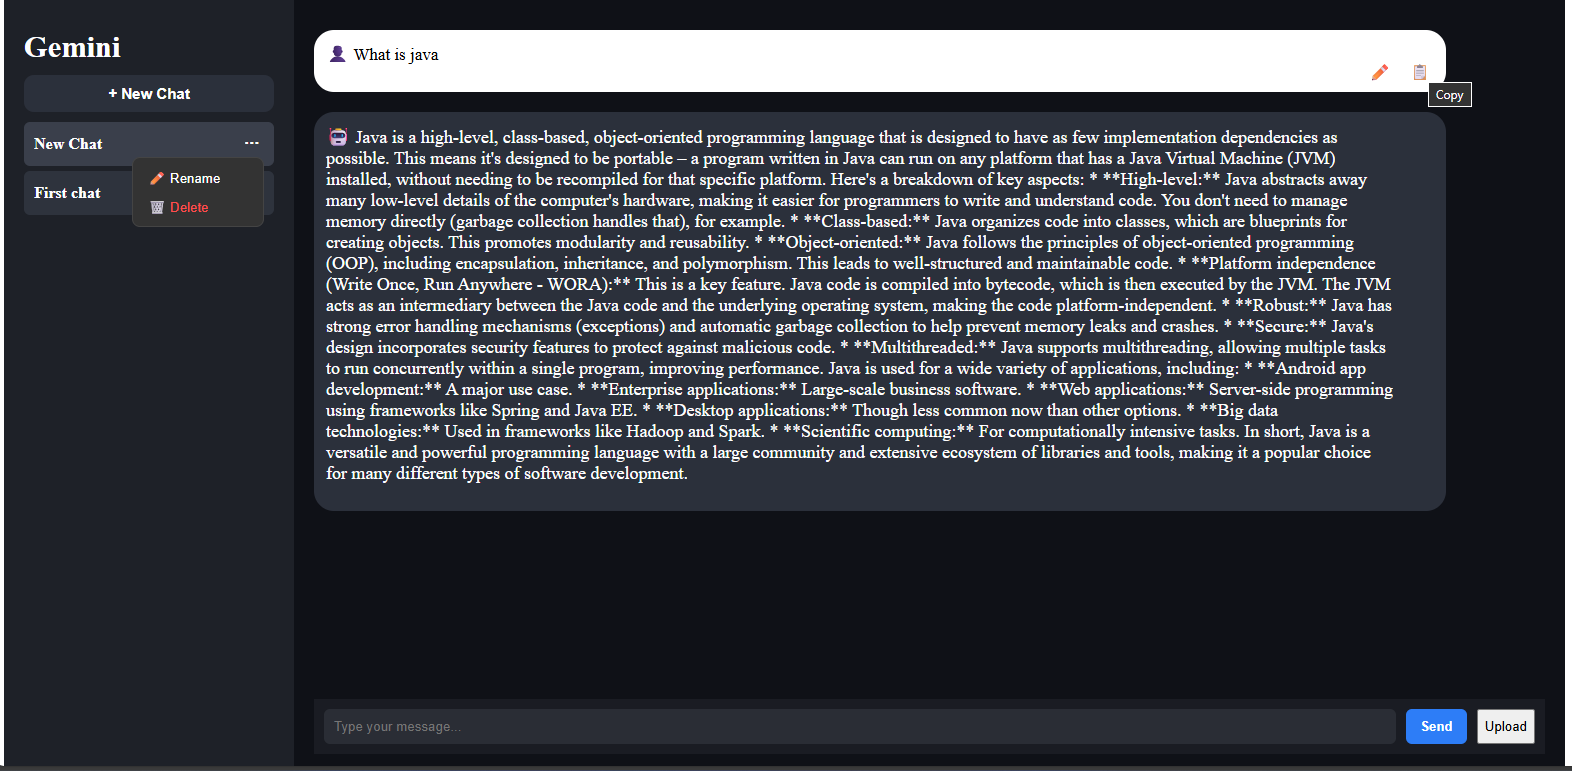 Gemini
+ New Chat
New Chat
...
Rename
Delete
First chat
What is java
Copy
Java is a high-level, class-based, object-oriented programming language that is designed to have as few implementation dependencies as
possible. This means it's designed to be portable – a program written in Java can run on any platform that has a Java Virtual Machine (JVM)
installed, without needing to be recompiled for that specific platform. Here's a breakdown of key aspects: * **High-level:** Java abstracts away
many low-level details of the computer's hardware, making it easier for programmers to write and understand code. You don't need to manage
memory directly (garbage collection handles that), for example. * **Class-based:** Java organizes code into classes, which are blueprints for
creating objects. This promotes modularity and reusability. * **Object-oriented:** Java follows the principles of object-oriented programming
(OOP), including encapsulation, inheritance, and polymorphism. This leads to well-structured and maintainable code. * **Platform independence
(Write Once, Run Anywhere - WORA):** This is a key feature. Java code is compiled into bytecode, which is then executed by the JVM. The JVM
acts as an intermediary between the Java code and the underlying operating system, making the code platform-independent. * **Robust:** Java has
strong error handling mechanisms (exceptions) and automatic garbage collection to help prevent memory leaks and crashes. * **Secure:** Java's
design incorporates security features to protect against malicious code. * **Multithreaded:** Java supports multithreading, allowing multiple tasks
to run concurrently within a single program, improving performance. Java is used for a wide variety of applications, including: * **Android app
development:** A major use case. * **Enterprise applications:** Large-scale business software. * **Web applications:** Server-side programming
using frameworks like Spring and Java EE. * **Desktop applications:** Though less common now than other options. * **Big data
technologies:** Used in frameworks like Hadoop and Spark. * **Scientific computing:** For computationally intensive tasks. In short, Java is a
versatile and powerful programming language with a large community and extensive ecosystem of libraries and tools, making it a popular choice
for many different types of software development.
Type your message...
Send
Upload